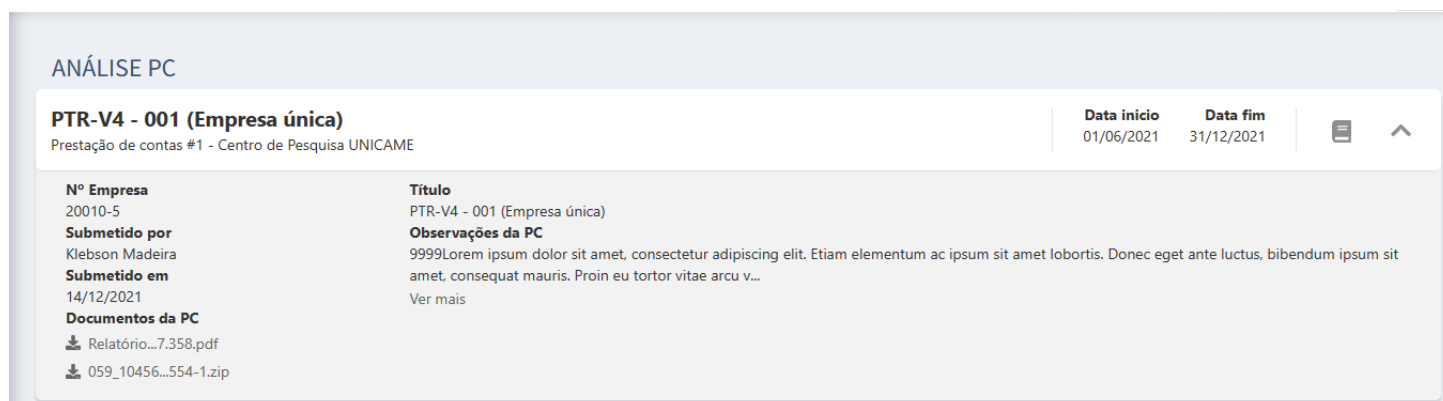 ANÁLISE PC
PTR-V4 - 001 (Empresa única)
Prestação de contas #1 - Centro de Pesquisa UNICAME
Data inicio
01/06/2021
Data fim
31/12/2021
Nº Empresa
20010-5
Submetido por
Klebson Madeira
Submetido em
14/12/2021
Documentos da PC
Relatório...7.358.pdf
059_10456...554-1.zip
Título
PTR-V4 - 001 (Empresa única)
Observações da PC
9999Lorem ipsum dolor sit amet, consectetur adipiscing elit. Etiam elementum ac ipsum sit amet lobortis. Donec eget ante luctus, bibendum ipsum sit
amet, consequat mauris. Proin eu tortor vitae arcu v...
Ver mais